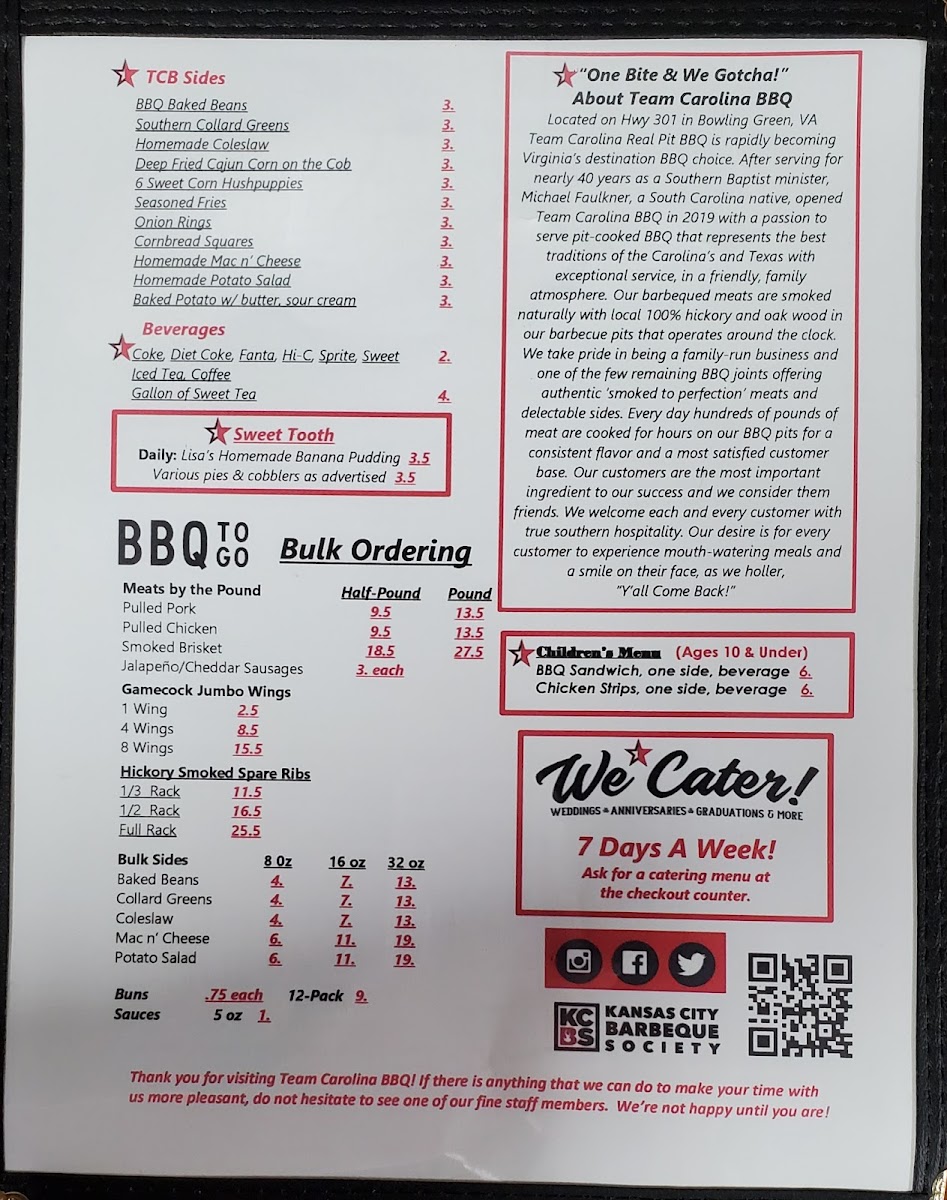 TCB Sides
BBQ Baked Beans 3.
Southern Collard Greens 3.
Homemade Coleslaw 3.
Deep Fried Cajun Corn on the Cob 3.
6 Sweet Corn Hushpuppies 3.
Seasoned Fries 3.
Onion Rings 3.
Cornbread Squares 3.
Homemade Mac n' Cheese 3.
Homemade Potato Salad 3.
Baked Potato w/ butter, sour cream 3.
Beverages
Coke, Diet Coke, Fanta, Hi-C, Sprite, Sweet 2.
Iced Tea, Coffee
Gallon of Sweet Tea 4.
Sweet Tooth
Daily: Lisa's Homemade Banana Pudding 3.5
Various pies & cobblers as advertised 3.5
BBQ TO GO Bulk Ordering
Meats by the Pound Half-Pound Pound
Pulled Pork 9.5 13.5
Pulled Chicken 9.5 13.5
Smoked Brisket 18.5 27.5
Jalapeño/Cheddar Sausages 3. each
Gamecock Jumbo Wings
1 Wing 2.5
4 Wings 8.5
8 Wings 15.5
Hickory Smoked Spare Ribs
1/3 Rack 11.5
1/2 Rack 16.5
Full Rack 25.5
Bulk Sides 8 Oz 16 oz 32 oz
Baked Beans 4. 7. 13.
Collard Greens 4. 7. 13.
Coleslaw 4. 7. 13.
Mac n' Cheese 6. 11. 19.
Potato Salad 6. 11. 19.
Buns .75 each 12-Pack 9.
Sauces 5 oz 1.
"One Bite & We Gotcha!"
About Team Carolina BBQ
Located on Hwy 301 in Bowling Green, VA
Team Carolina Real Pit BBQ is rapidly becoming
Virginia's destination BBQ choice. After serving for
nearly 40 years as a Southern Baptist minister,
Michael Faulkner, a South Carolina native, opened
Team Carolina BBQ in 2019 with a passion to
serve pit-cooked BBQ that represents the best
traditions of the Carolina's and Texas with
exceptional service, in a friendly, family
atmosphere. Our barbequed meats are smoked
naturally with local 100% hickory and oak wood in
our barbecue pits that operates around the clock.
We take pride in being a family-run business and
one of the few remaining BBQ joints offering
authentic 'smoked to perfection' meats and
delectable sides. Every day hundreds of pounds of
meat are cooked for hours on our BBQ pits for a
consistent flavor and a most satisfied customer
base. Our customers are the most important
ingredient to our success and we consider them
friends. We welcome each and every customer with
true southern hospitality. Our desire is for every
customer to experience mouth-watering meals and
a smile on their face, as we holler,
"Y'all Come Back!"
Children's Menu (Ages 10 & Under)
BBQ Sandwich, one side, beverage 6.
Chicken Strips, one side, beverage 6.
We Cater!
WEDDINGS ANNIVERSARIES GRADUATIONS & MORE
7 Days A Week!
Ask for a catering menu at
the checkout counter.
KCBS KANSAS CITY
BARBEQUE
SOCIETY
Thank you for visiting Team Carolina BBQ! If there is anything that we can do to make your time with
us more pleasant, do not hesitate to see one of our fine staff members. We're not happy until you are!